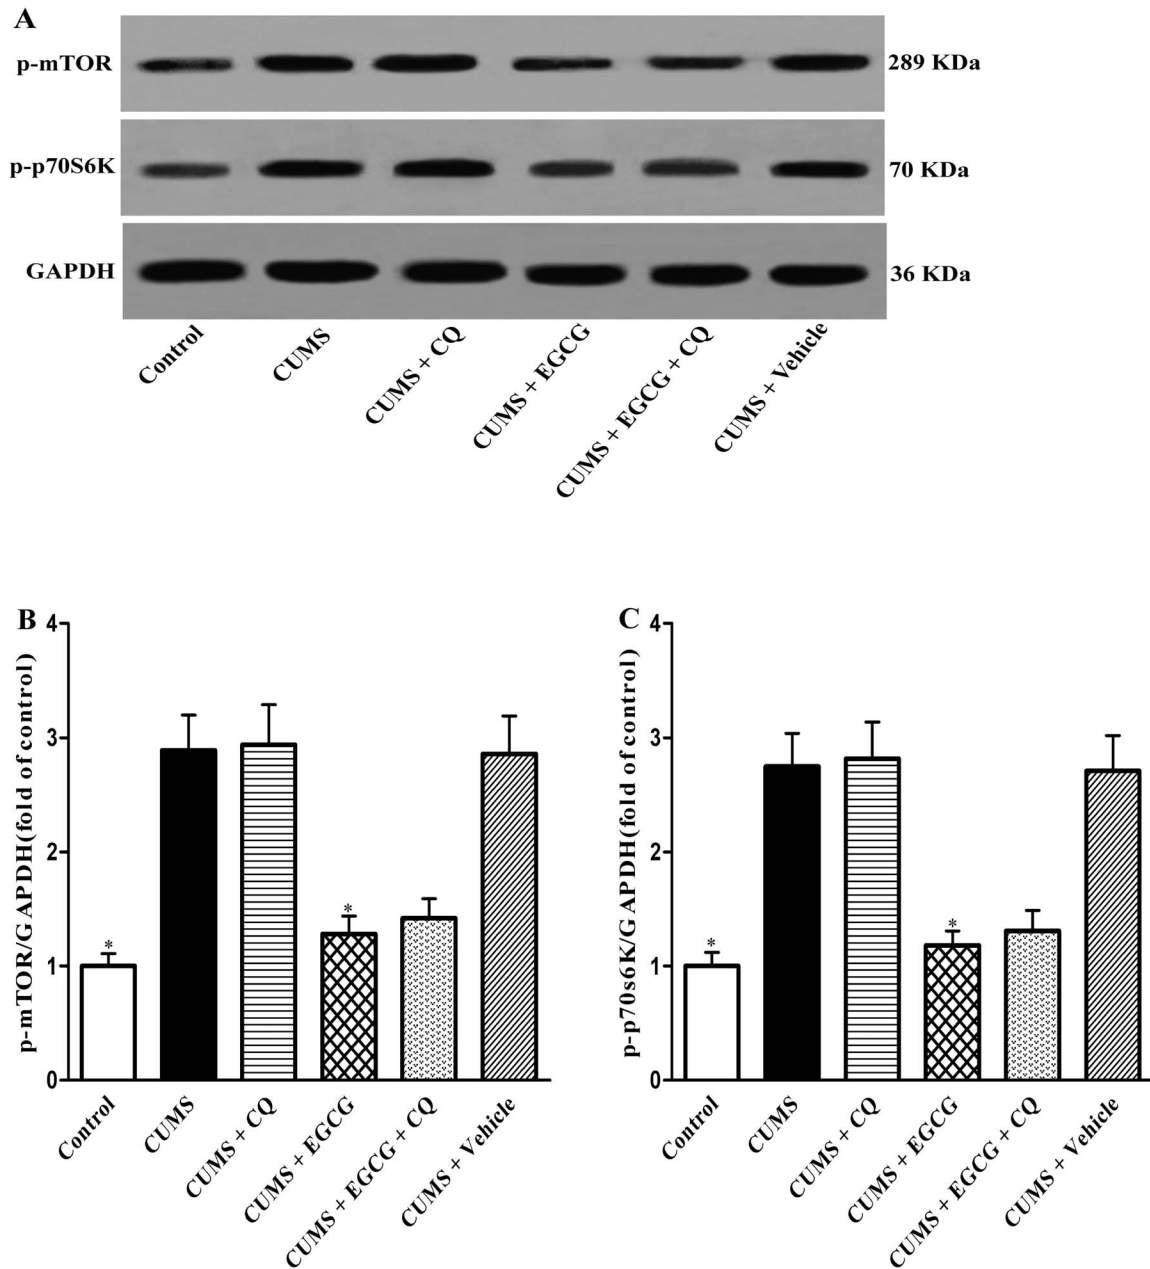 A
p-mTOR
289 KDa
p-p70S6K
70 KDa
GAPDH
36 KDa
Control
CUMS
CUMS + CQ
CUMS + EGCG
CUMS + EGCG + CQ
CUMS + Vehicle
B
p-mTOR/GAPDH(fold of control)
4
3
2
1
0
*
*
Control
CUMS
CUMS + CQ
CUMS + EGCG
CUMS + EGCG + CQ
CUMS + Vehicle
C
p-p70s6K/GAPDH(fold of control)
4
3
2
1
0
*
*
Control
CUMS
CUMS + CQ
CUMS + EGCG
CUMS + EGCG + CQ
CUMS + Vehicle